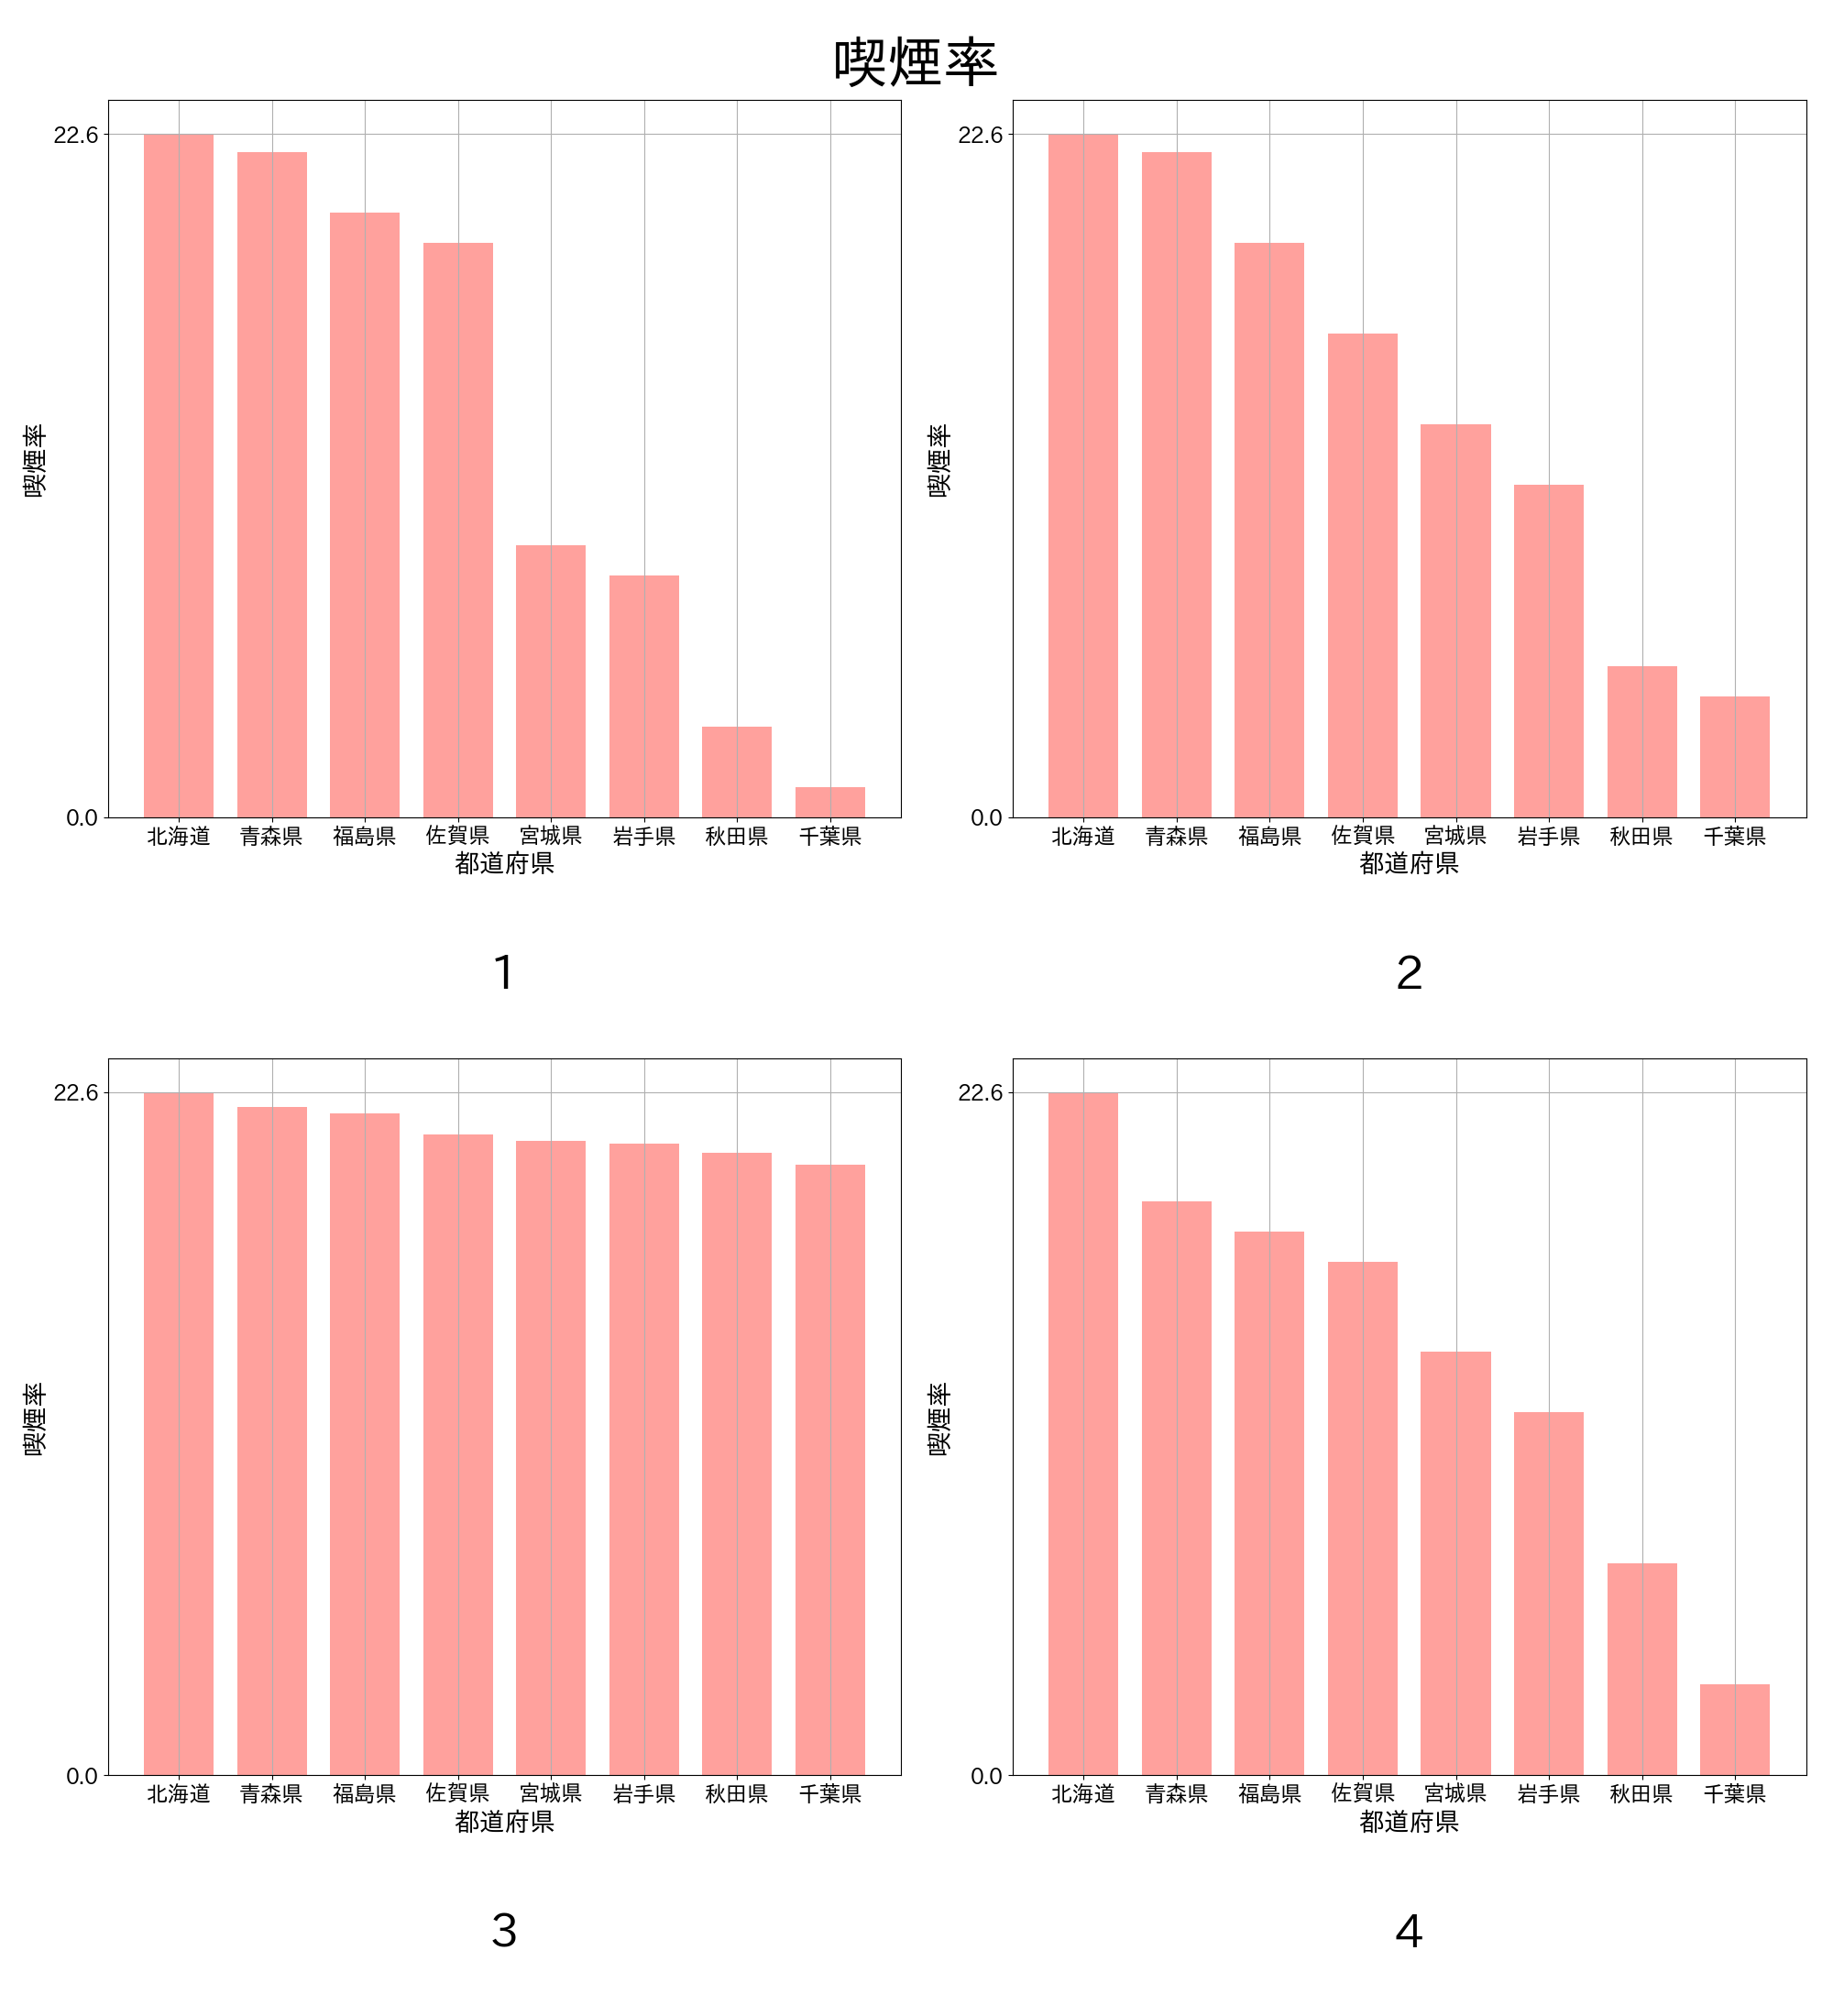 喫煙率
22.6
喫煙率
0.0
北海道 青森県 福島県 佐賀県 宮城県 岩手県 秋田県 千葉県
都道府県
1
22.6
喫煙率
0.0
北海道 青森県 福島県 佐賀県 宮城県 岩手県 秋田県 千葉県
都道府県
2
22.6
喫煙率
0.0
北海道 青森県 福島県 佐賀県 宮城県 岩手県 秋田県 千葉県
都道府県
3
22.6
喫煙率
0.0
北海道 青森県 福島県 佐賀県 宮城県 岩手県 秋田県 千葉県
都道府県
4